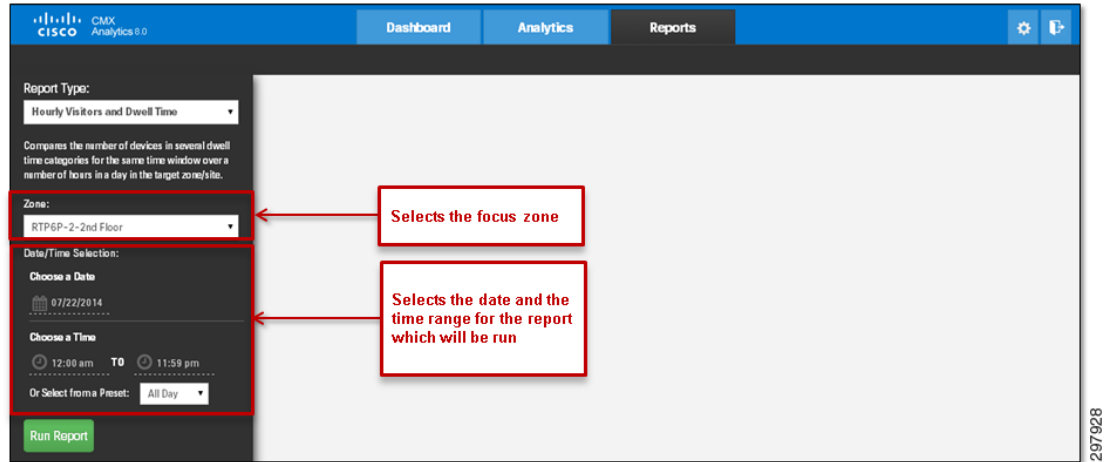 CISCO
CMX
Analytics 8.0
Dashboard
Analytics
Reports
Report Type:
Hourly Visitors and Dwell Time
Compares the number of devices in several dwell
time categories for the same time window over a
number of hours in a day in the target zone/site.
Zone:
RTP6P-2-2nd Floor
Selects the focus zone
Date/Time Selection:
Choose a Date
07/22/2014
Choose a Time
12:00 am TO 11:59 pm
Or Select from a Preset: All Day
Selects the date and the
time range for the report
which will be run
Run Report
297928